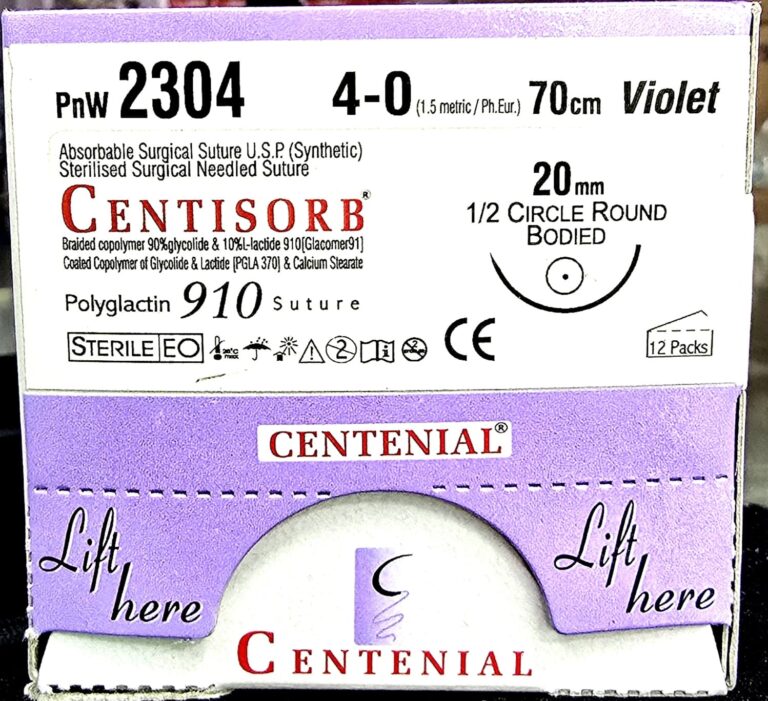 PnW 2304 4-0 (1.5 metric / Ph.Eur.) 70cm Violet
Absorbable Surgical Suture U.S.P. (Synthetic)
Sterilised Surgical Needled Suture
CENTISORB®
Braided copolymer 90%glycolide & 10%L-lactide 910[Glacomer91]
Coated Copolymer of Glycolide & Lactide [PGLA 370] & Calcium Stearate
Polyglactin 910 Suture
20mm
1/2 CIRCLE ROUND
BODIED
STERILE EO
2
i
CE
12 Packs
CENTENIAL®
Lift
here
Lift
here
CENTENIAL